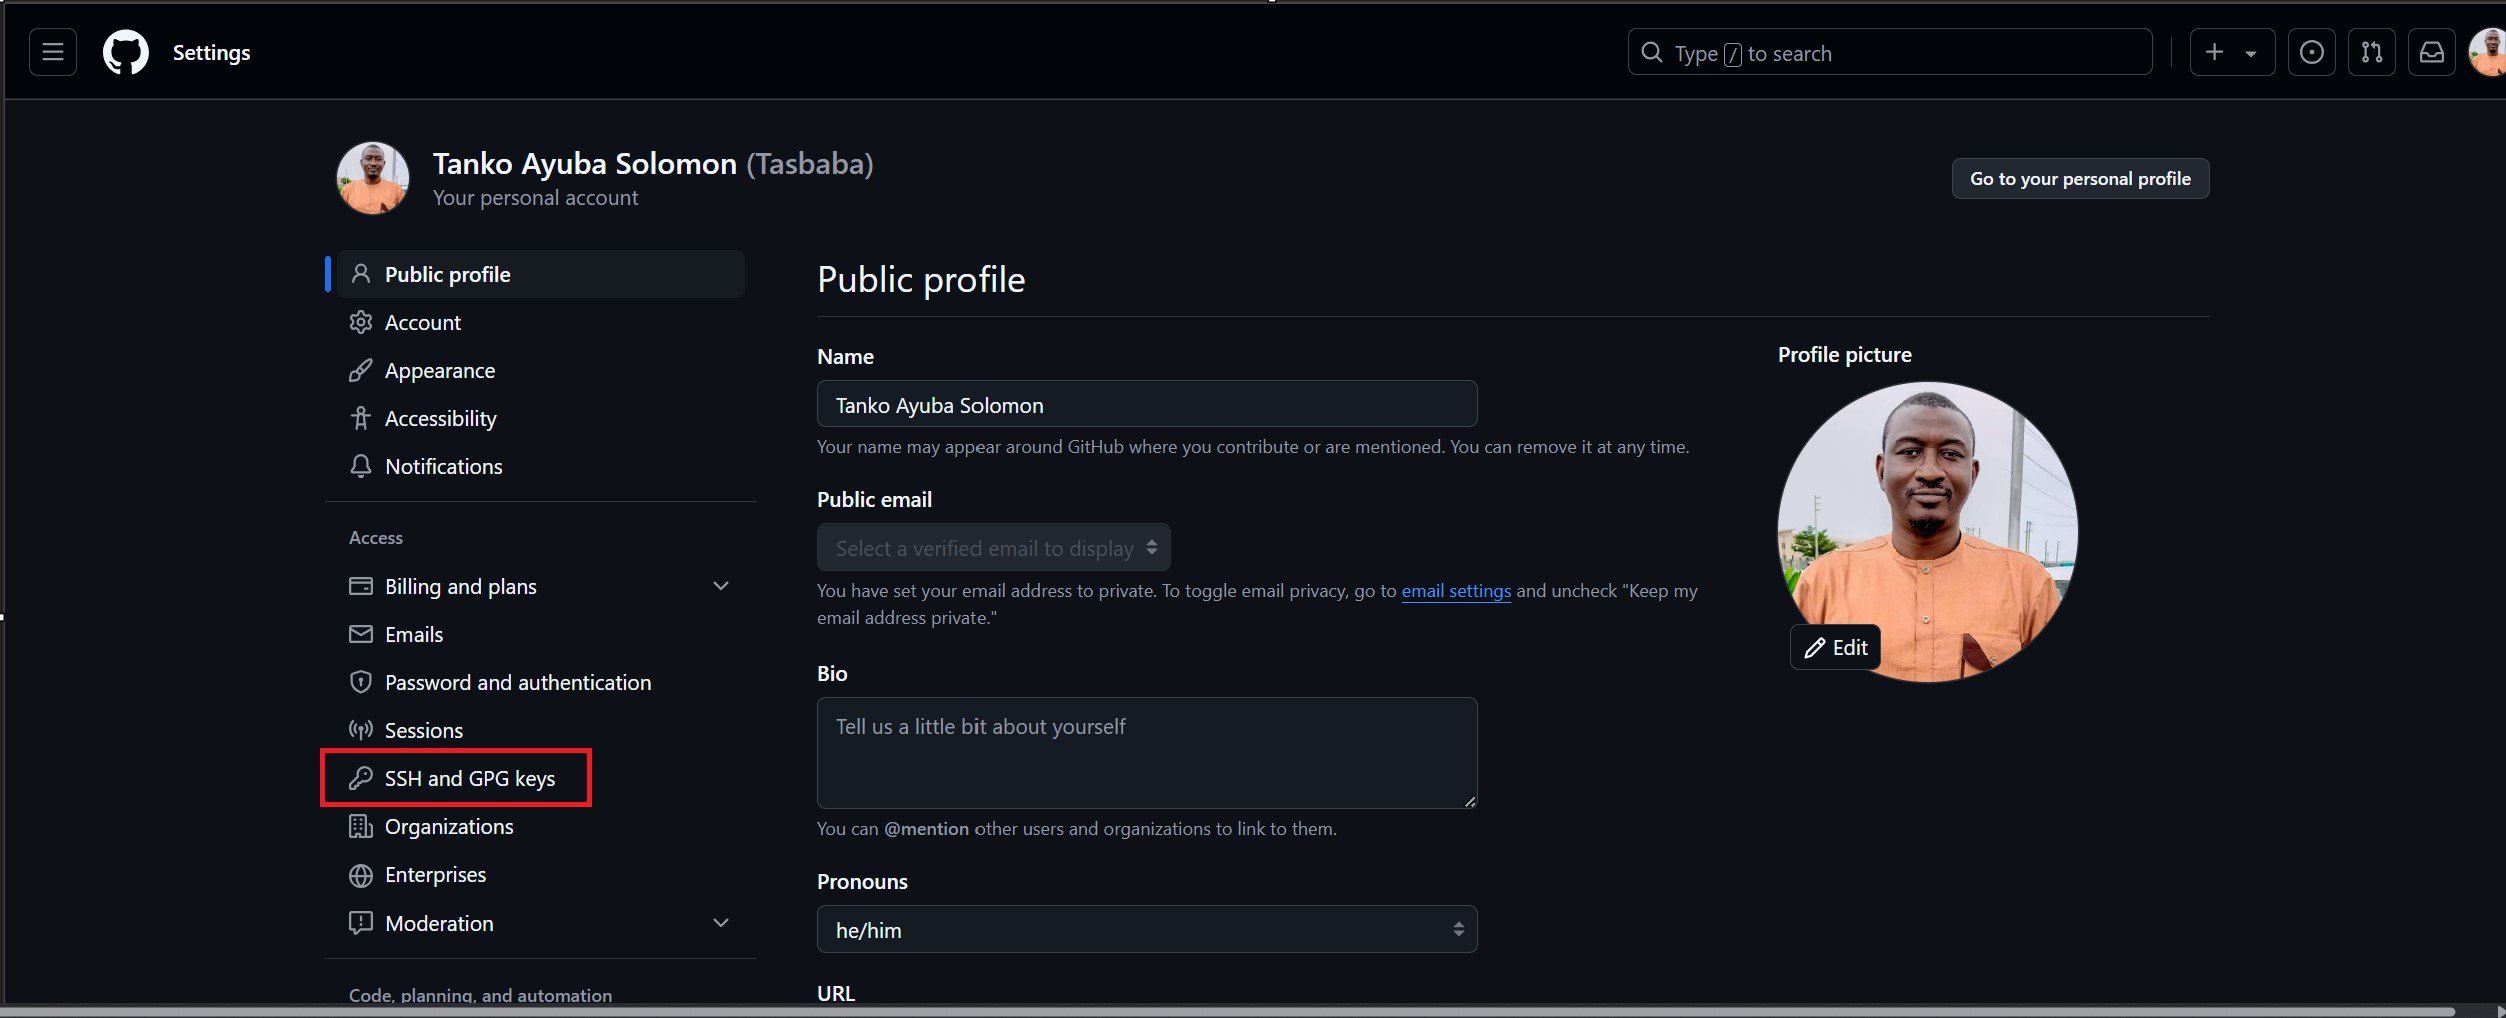 Settings
Type / to search
Tanko Ayuba Solomon (Tasbaba)
Your personal account
Go to your personal profile
Public profile
Account
Appearance
Accessibility
Notifications
Access
Billing and plans
Emails
Password and authentication
Sessions
SSH and GPG keys
Organizations
Enterprises
Moderation
Code, planning, and automation
Public profile
Name
Tanko Ayuba Solomon
Your name may appear around GitHub where you contribute or are mentioned. You can remove it at any time.
Public email
Select a verified email to display
You have set your email address to private. To toggle email privacy, go to email settings and uncheck "Keep my
email address private."
Bio
Tell us a little bit about yourself
You can @mention other users and organizations to link to them.
Pronouns
he/him
URL
Profile picture
Edit